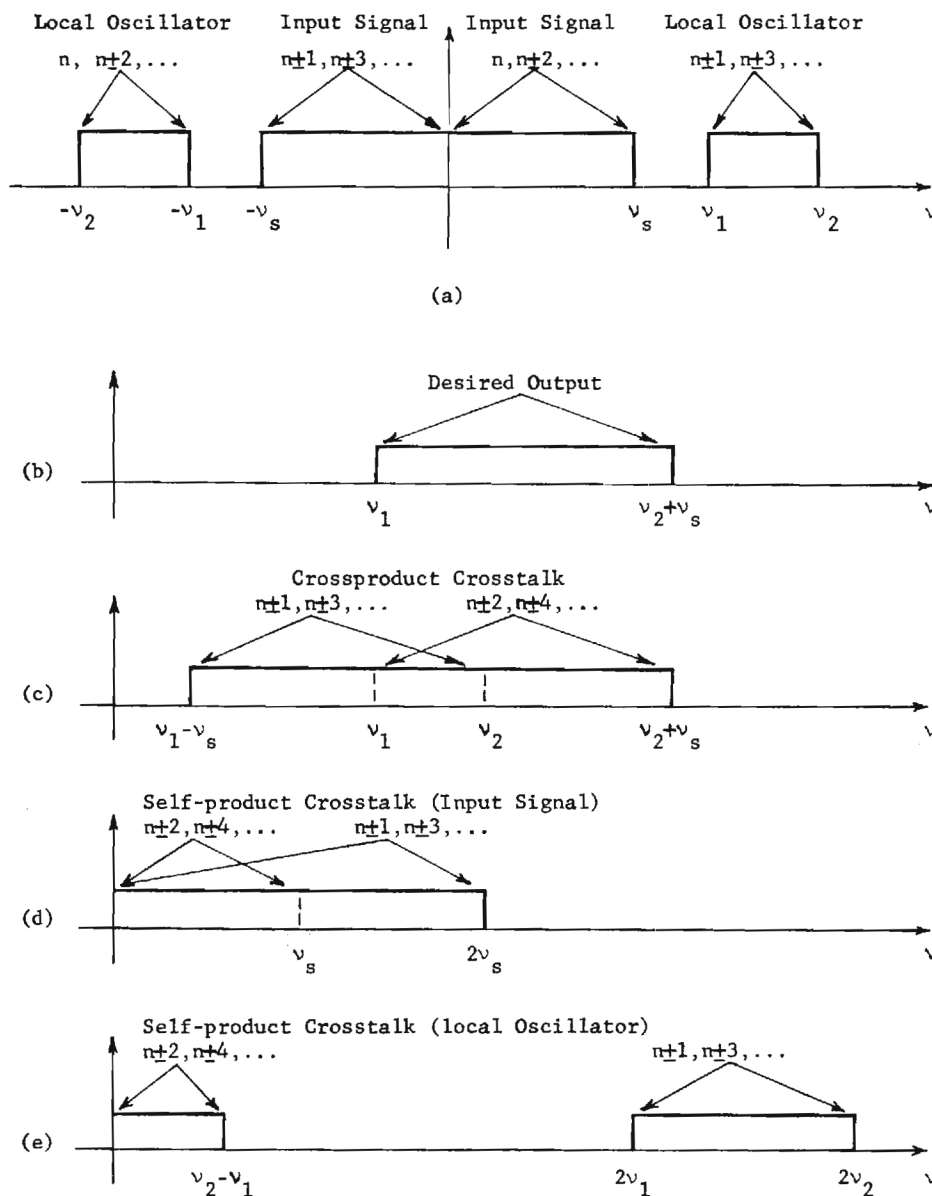 Local Oscillator Input Signal Input Signal Local Oscillator
n, n±2,... n±1,n±3,... n,n±2,... n±1,n±3,...
-ν2 -ν1 -νs νs ν1 ν2 ν
(a)
Desired Output
(b)
ν1 ν2+νs ν
Crossproduct Crosstalk
n±1,n±3,... n±2,n±4,...
(c)
ν1-νs ν1 ν2 ν2+νs ν
Self-product Crosstalk (Input Signal)
n±2,n±4,... n±1,n±3,...
(d)
νs 2νs ν
Self-product Crosstalk (local Oscillator)
n±2,n±4,... n±1,n±3,...
(e)
ν2-ν1 2ν1 2ν2 ν